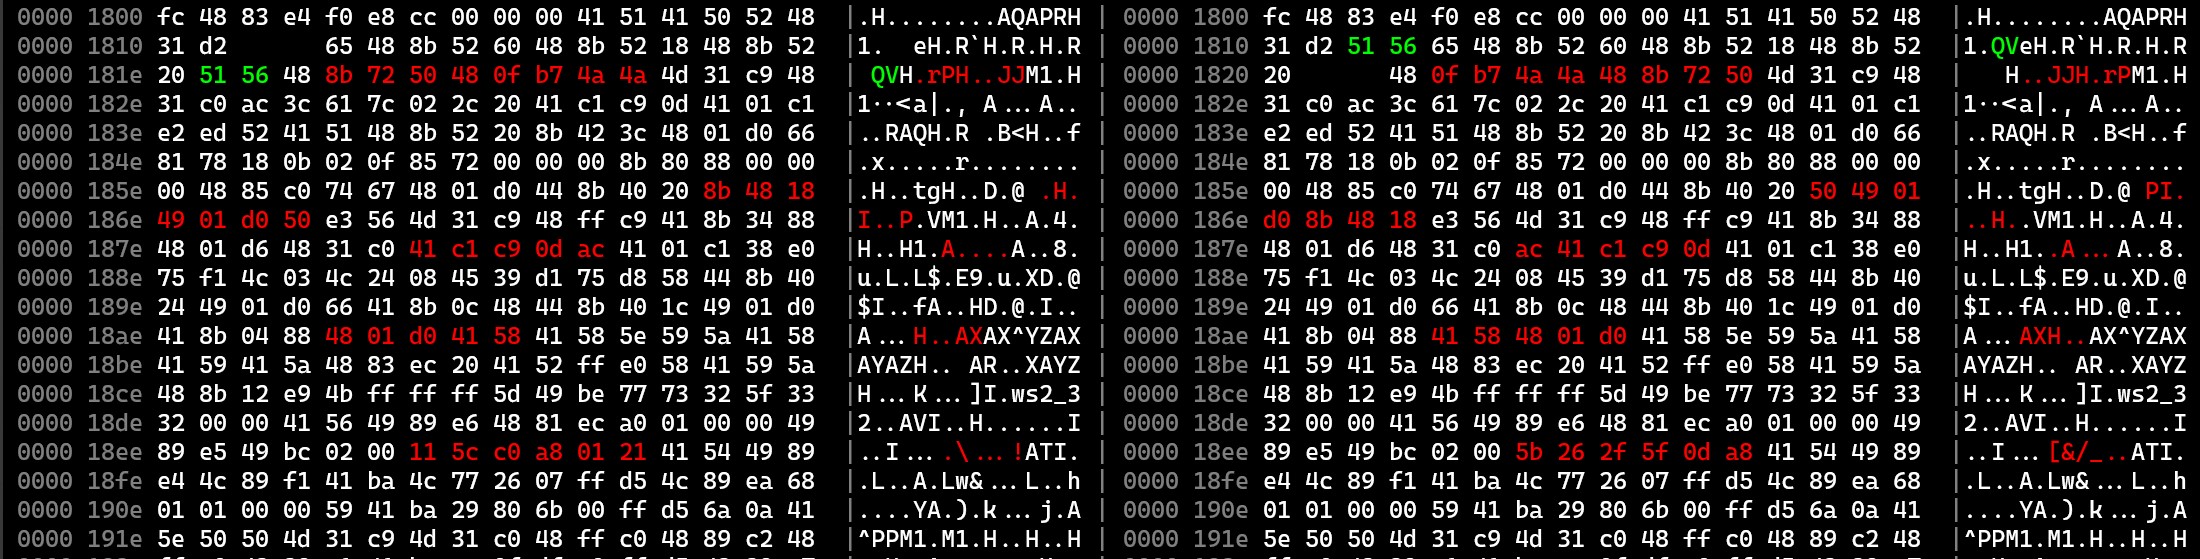 0000 1800 fc 48 83 e4 f0 e8 cc 00 00 00 41 51 41 50 52 48 |.H........AQAPRH | 0000 1800 fc 48 83 e4 f0 e8 cc 00 00 00 41 51 41 50 52 48 |.H........AQAPRH
0000 1810 31 d2       65 48 8b 52 60 48 8b 52 18 48 8b 52 |1.  eH.R`H.R.H.R | 0000 1810 31 d2 51 56 65 48 8b 52 60 48 8b 52 18 48 8b 52 |1.QVeH.R`H.R.H.R
0000 181e 20 51 56 48 8b 72 50 48 0f b7 4a 4a 4d 31 c9 48 | QVH.rPH..JJM1.H | 0000 1820 20       48 0f b7 4a 4a 48 8b 72 50 4d 31 c9 48 |   H..JJH.rPM1.H
0000 182e 31 c0 ac 3c 61 7c 02 2c 20 41 c1 c9 0d 41 01 c1 |1··<a|., A...A.. | 0000 182e 31 c0 ac 3c 61 7c 02 2c 20 41 c1 c9 0d 41 01 c1 |1··<a|., A...A..
0000 183e e2 ed 52 41 51 48 8b 52 20 8b 42 3c 48 01 d0 66 |..RAQH.R .B<H..f | 0000 183e e2 ed 52 41 51 48 8b 52 20 8b 42 3c 48 01 d0 66 |..RAQH.R .B<H..f
0000 184e 81 78 18 0b 02 0f 85 72 00 00 00 8b 80 88 00 00 |.x.....r........ | 0000 184e 81 78 18 0b 02 0f 85 72 00 00 00 8b 80 88 00 00 |.x.....r........
0000 185e 00 48 85 c0 74 67 48 01 d0 44 8b 40 20 8b 48 18 |.H..tgH..D.@ .H. | 0000 185e 00 48 85 c0 74 67 48 01 d0 44 8b 40 20 50 49 01 |.H..tgH..D.@ PI.
0000 186e 49 01 d0 50 e3 56 4d 31 c9 48 ff c9 41 8b 34 88 |I..P.VM1.H..A.4. | 0000 186e d0 8b 48 18 e3 56 4d 31 c9 48 ff c9 41 8b 34 88 |..H..VM1.H..A.4.
0000 187e 48 01 d6 48 31 c0 41 c1 c9 0d ac 41 01 c1 38 e0 |H..H1.A....A..8. | 0000 187e 48 01 d6 48 31 c0 ac 41 c1 c9 0d 41 01 c1 38 e0 |H..H1..A...A..8.
0000 188e 75 f1 4c 03 4c 24 08 45 39 d1 75 d8 58 44 8b 40 |u.L.L$.E9.u.XD.@ | 0000 188e 75 f1 4c 03 4c 24 08 45 39 d1 75 d8 58 44 8b 40 |u.L.L$.E9.u.XD.@
0000 189e 24 49 01 d0 66 41 8b 0c 48 44 8b 40 1c 49 01 d0 |$I..fA..HD.@.I.. | 0000 189e 24 49 01 d0 66 41 8b 0c 48 44 8b 40 1c 49 01 d0 |$I..fA..HD.@.I..
0000 18ae 41 8b 04 88 48 01 d0 41 58 41 58 5e 59 5a 41 58 |A...H..AXAX^YZAX | 0000 18ae 41 8b 04 88 41 58 48 01 d0 41 58 5e 59 5a 41 58 |A...AXH..AX^YZAX
0000 18be 41 59 41 5a 48 83 ec 20 41 52 ff e0 58 41 59 5a |AYAZH.. AR..XAYZ | 0000 18be 41 59 41 5a 48 83 ec 20 41 52 ff e0 58 41 59 5a |AYAZH.. AR..XAYZ
0000 18ce 48 8b 12 e9 4b ff ff ff 5d 49 be 77 73 32 5f 33 |H...K...]I.ws2_3 | 0000 18ce 48 8b 12 e9 4b ff ff ff 5d 49 be 77 73 32 5f 33 |H...K...]I.ws2_3
0000 18de 32 00 00 41 56 49 89 e6 48 81 ec a0 01 00 00 49 |2..AVI..H......I | 0000 18de 32 00 00 41 56 49 89 e6 48 81 ec a0 01 00 00 49 |2..AVI..H......I
0000 18ee 89 e5 49 bc 02 00 11 5c c0 a8 01 21 41 54 49 89 |..I....\...!ATI. | 0000 18ee 89 e5 49 bc 02 00 5b 26 2f 5f 0d a8 41 54 49 89 |..I...[&/_..ATI.
0000 18fe e4 4c 89 f1 41 ba 4c 77 26 07 ff d5 4c 89 ea 68 |.L..A.Lw&...L..h | 0000 18fe e4 4c 89 f1 41 ba 4c 77 26 07 ff d5 4c 89 ea 68 |.L..A.Lw&...L..h
0000 190e 01 01 00 00 59 41 ba 29 80 6b 00 ff d5 6a 0a 41 |....YA.).k...j.A | 0000 190e 01 01 00 00 59 41 ba 29 80 6b 00 ff d5 6a 0a 41 |....YA.).k...j.A
0000 191e 5e 50 50 4d 31 c9 4d 31 c0 48 ff c0 48 89 c2 48 |^PPM1.M1.H..H..H | 0000 191e 5e 50 50 4d 31 c9 4d 31 c0 48 ff c0 48 89 c2 48 |^PPM1.M1.H..H..H